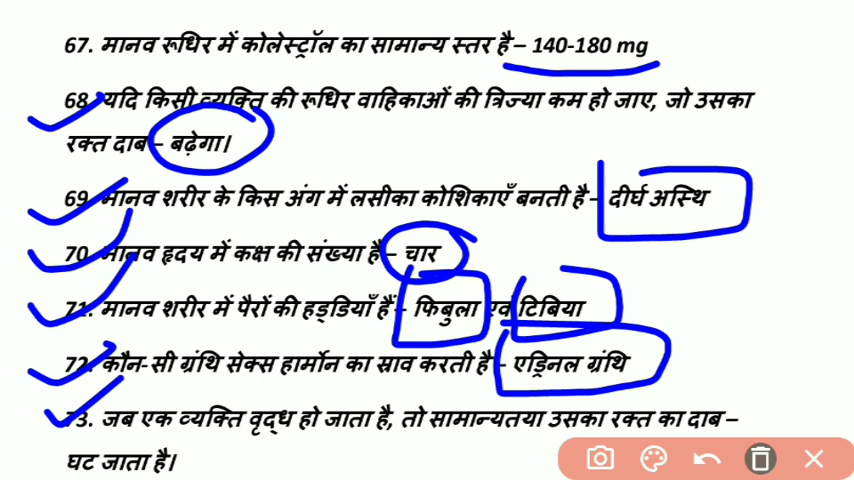 67. मानव रूधिर में कोलेस्ट्रॉल का सामान्य स्तर है – 140-180 mg
68. यदि किसी व्यक्ति की रूधिर वाहिकाओं की त्रिज्या कम हो जाए, जो उसका
रक्त दाब – बढ़ेगा।
69. मानव शरीर के किस अंग में लसीका कोशिकाएँ बनती है – दीर्घ अस्थि
70. मानव हृदय में कक्ष की संख्या है – चार
71. मानव शरीर में पैरों की हड्डियाँ हैं – फिबुला एवं टिबिया
72. कौन-सी ग्रंथि सेक्स हार्मोन का स्राव करती है – एड्रिनल ग्रंथि
73. जब एक व्यक्ति वृद्ध हो जाता है, तो सामान्यतया उसका रक्त का दाब –
घट जाता है।